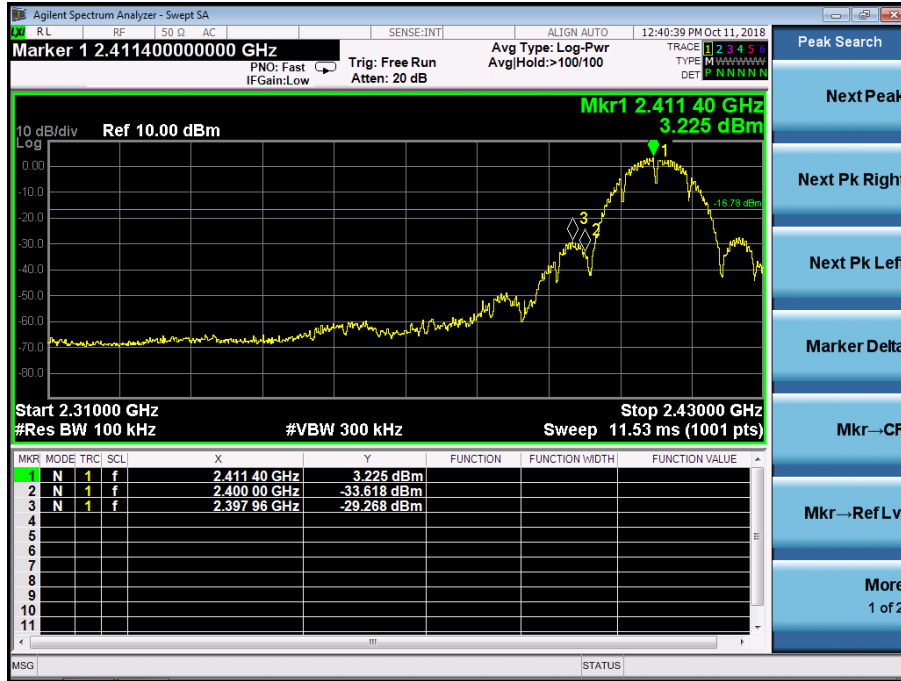 Agilent Spectrum Analyzer - Swept SA
LXI RL RF 50 Ω AC SENSE:INT ALIGN AUTO 12:40:39 PM Oct 11, 2018
Marker 1 2.411400000000 GHz
PNO: Fast
IFGain:Low
Trig: Free Run
Atten: 20 dB
Avg Type: Log-Pwr
Avg|Hold:>100/100
TRACE 1 2 3 4 5 6
TYPE M WWWWW
DET P N N N N N
Peak Search
Next Peak
Next Pk Right
Next Pk Left
Marker Delta
Mkr→CF
Mkr→Ref Lv
More
1 of 2
Mkr1 2.411 40 GHz
3.225 dBm
10 dB/div Ref 10.00 dBm
Log
0.00
-10.0
-20.0
-30.0
-40.0
-50.0
-60.0
-70.0
-80.0
1
-16.78 dBm
3
2
Start 2.31000 GHz Stop 2.43000 GHz
#Res BW 100 kHz #VBW 300 kHz Sweep 11.53 ms (1001 pts)
MKR MODE TRC SCL X Y FUNCTION FUNCTION WIDTH FUNCTION VALUE
1 N 1 f 2.411 40 GHz 3.225 dBm
2 N 1 f 2.400 00 GHz -33.618 dBm
3 N 1 f 2.397 96 GHz -29.268 dBm
4
5
6
7
8
9
10
11
MSG STATUS